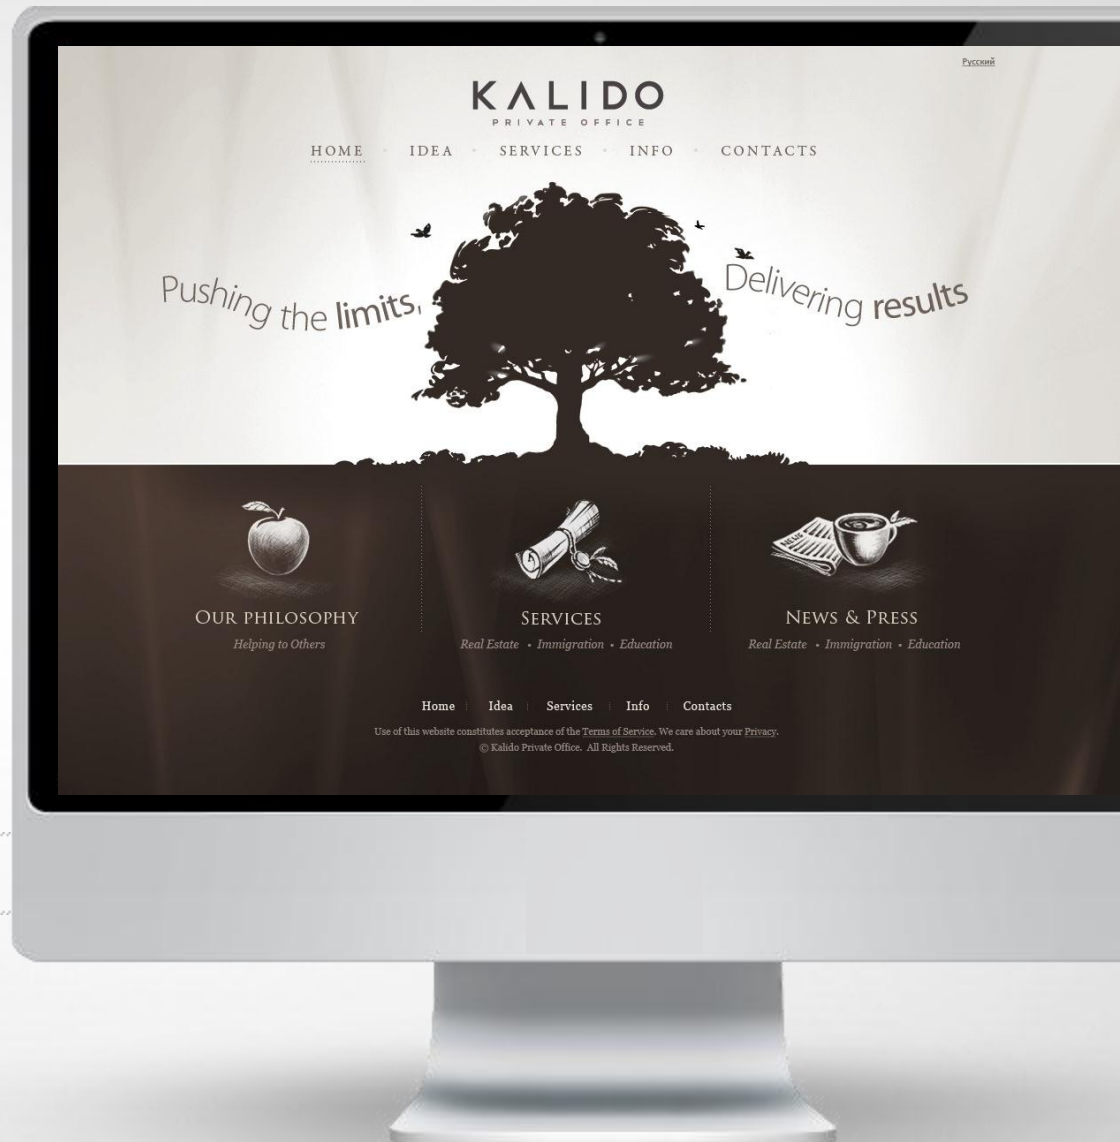 Русский
KALIDO
PRIVATE OFFICE
HOME • IDEA • SERVICES • INFO • CONTACTS
Pushing the limits, Delivering results
NEWS
OUR PHILOSOPHY
Helping to Others
SERVICES
Real Estate • Immigration • Education
NEWS & PRESS
Real Estate • Immigration • Education
Home Idea Services Info Contacts
Use of this website constitutes acceptance of the Terms of Service. We care about your Privacy.
© Kalido Private Office. All Rights Reserved.